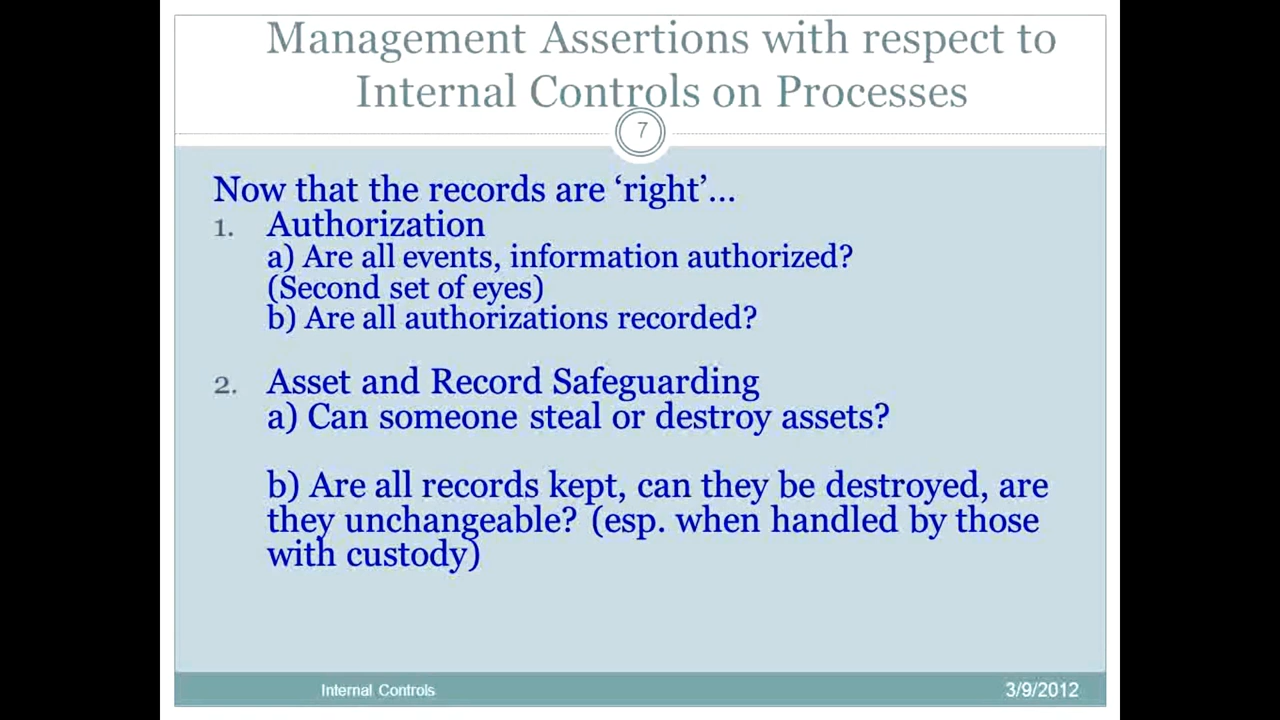 Management Assertions with respect to
Internal Controls on Processes
7
Now that the records are ‘right’...
1. Authorization
a) Are all events, information authorized?
(Second set of eyes)
b) Are all authorizations recorded?
2. Asset and Record Safeguarding
a) Can someone steal or destroy assets?
b) Are all records kept, can they be destroyed, are
they unchangeable? (esp. when handled by those
with custody)
Internal Controls
3/9/2012